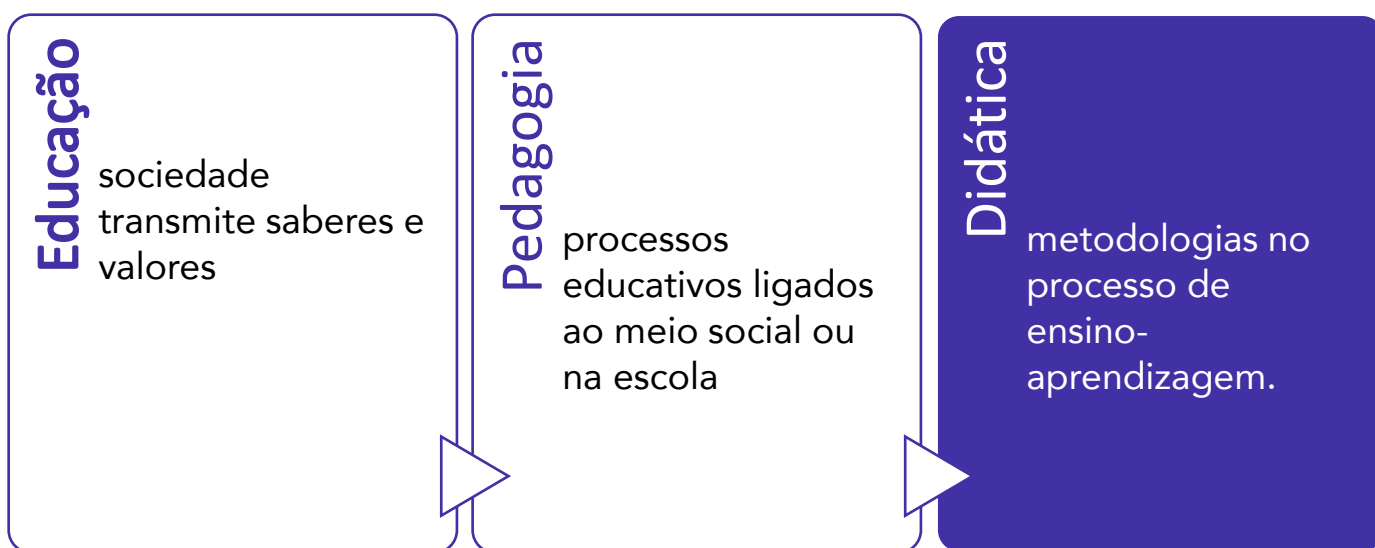 Educação
sociedade
transmite saberes e
valores
Pedagogia
processos
educativos ligados
ao meio social ou
na escola
Didática
metodologias no
processo de
ensino-
aprendizagem.